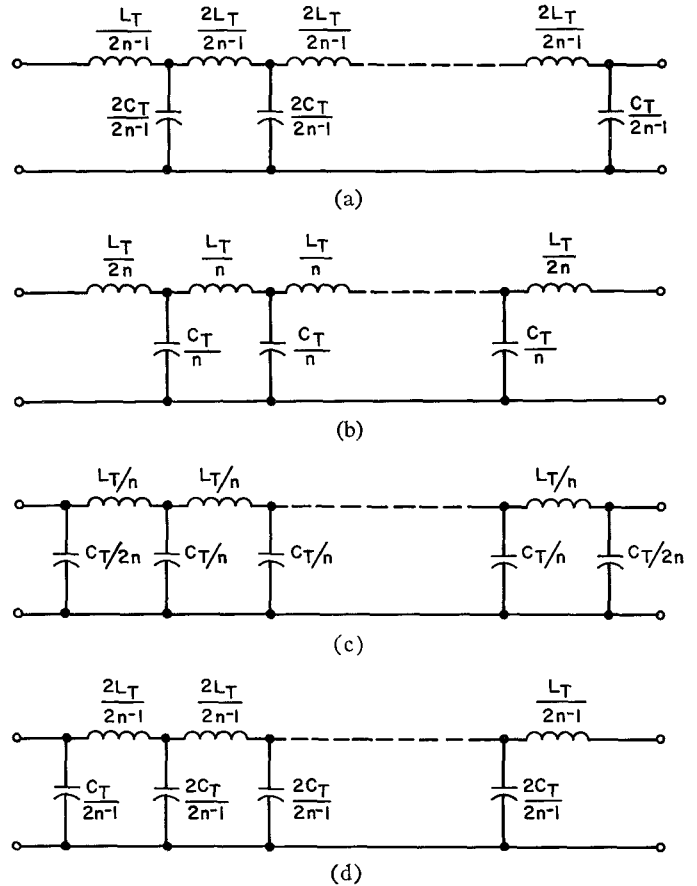 L_T/2n-1 2L_T/2n-1 2L_T/2n-1 2L_T/2n-1
2C_T/2n-1 2C_T/2n-1 C_T/2n-1
(a)
L_T/2n L_T/n L_T/n L_T/2n
C_T/n C_T/n C_T/n
(b)
L_T/n L_T/n L_T/n
C_T/2n C_T/n C_T/n C_T/n C_T/2n
(c)
2L_T/2n-1 2L_T/2n-1 L_T/2n-1
C_T/2n-1 2C_T/2n-1 2C_T/2n-1 2C_T/2n-1
(d)